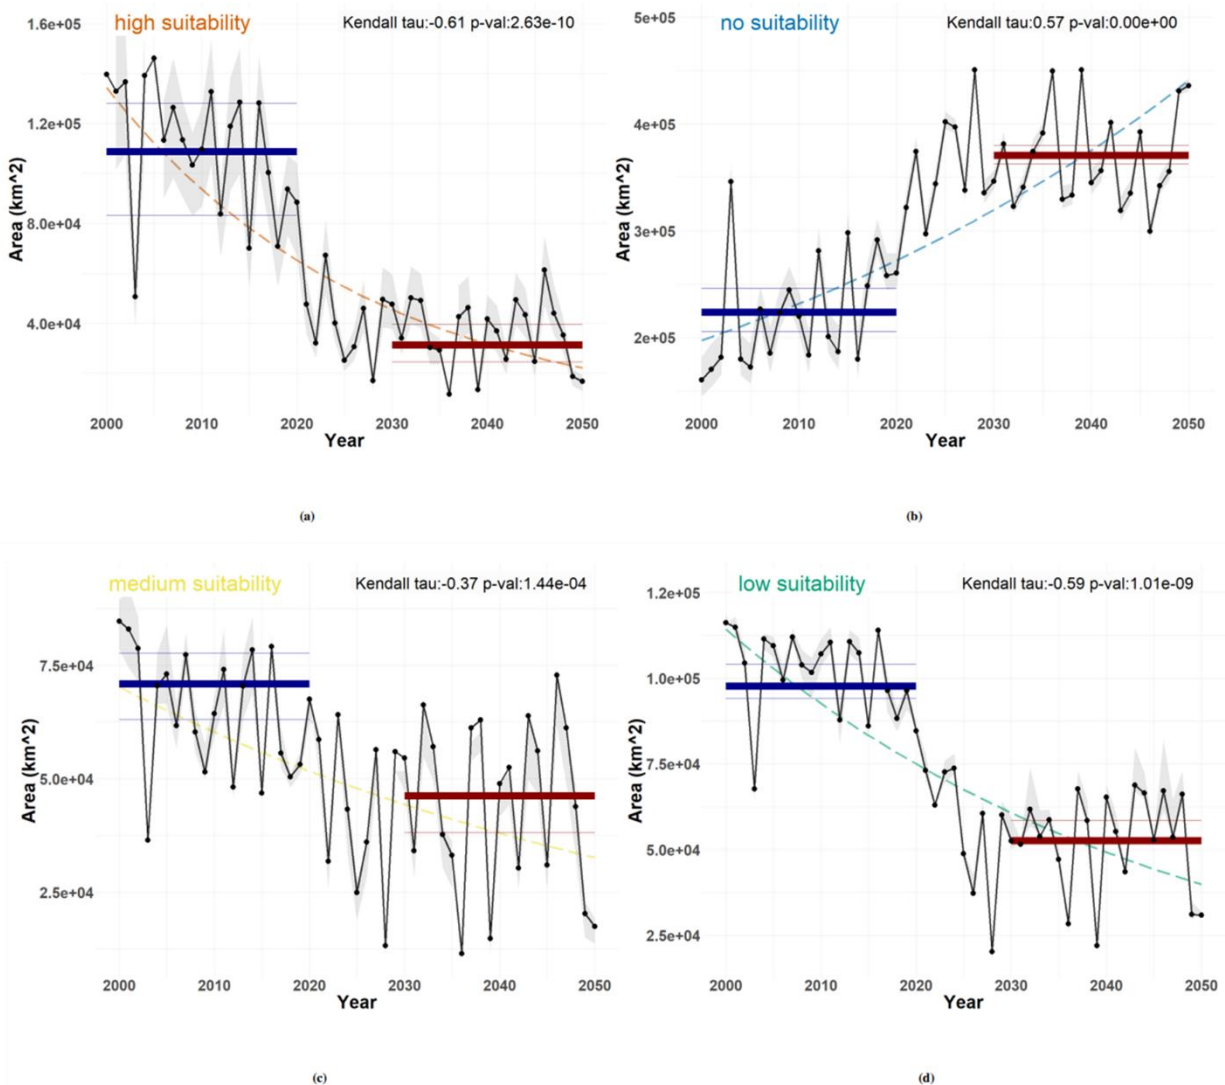 high suitability
Kendall tau:-0.61 p-val:2.63e-10
1.6e+05
1.2e+05
8.0e+04
4.0e+04
Area (km^2)
2000 2010 2020 2030 2040 2050
Year
(a)
no suitability
Kendall tau:0.57 p-val:0.00e+00
5e+05
4e+05
3e+05
2e+05
Area (km^2)
2000 2010 2020 2030 2040 2050
Year
(b)
medium suitability
Kendall tau:-0.37 p-val:1.44e-04
7.5e+04
5.0e+04
2.5e+04
Area (km^2)
2000 2010 2020 2030 2040 2050
Year
(c)
low suitability
Kendall tau:-0.59 p-val:1.01e-09
1.2e+05
1.0e+05
7.5e+04
5.0e+04
2.5e+04
Area (km^2)
2000 2010 2020 2030 2040 2050
Year
(d)